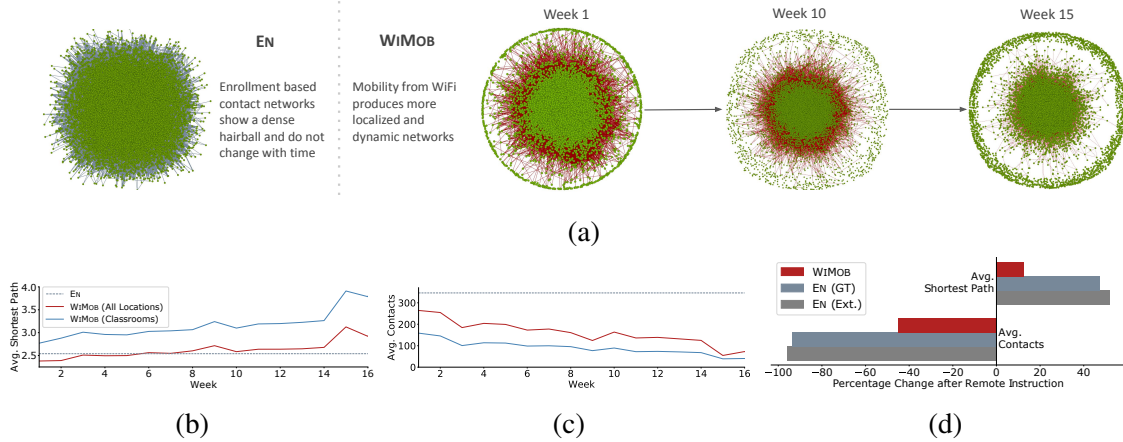 EN
Enrollment based
contact networks
show a dense
hairball and do not
change with time
WIMOB
Mobility from WiFi
produces more
localized and
dynamic networks
Week 1
Week 10
Week 15
(a)
Avg. Shortest Path
4.0
3.5
3.0
2.5
EN
WIMOB (All Locations)
WIMOB (Classrooms)
2 4 6 8 10 12 14 16
Week
(b)
Avg. Contacts
300
200
100
0
2 4 6 8 10 12 14 16
Week
(c)
WIMOB
EN (GT)
EN (Ext.)
Avg.
Shortest Path
Avg.
Contacts
−100 −80 −60 −40 −20 0 20 40
Percentage Change after Remote Instruction
(d)